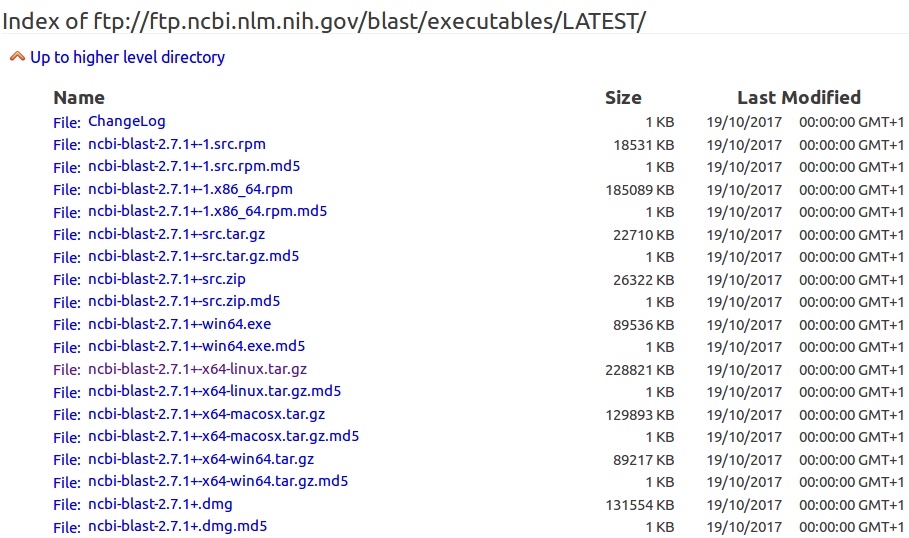 Index of ftp://ftp.ncbi.nlm.nih.gov/blast/executables/LATEST/
Up to higher level directory
Name Size Last Modified
File: ChangeLog 1 KB 19/10/2017 00:00:00 GMT+1
File: ncbi-blast-2.7.1+-1.src.rpm 18531 KB 19/10/2017 00:00:00 GMT+1
File: ncbi-blast-2.7.1+-1.src.rpm.md5 1 KB 19/10/2017 00:00:00 GMT+1
File: ncbi-blast-2.7.1+-1.x86_64.rpm 185089 KB 19/10/2017 00:00:00 GMT+1
File: ncbi-blast-2.7.1+-1.x86_64.rpm.md5 1 KB 19/10/2017 00:00:00 GMT+1
File: ncbi-blast-2.7.1+-src.tar.gz 22710 KB 19/10/2017 00:00:00 GMT+1
File: ncbi-blast-2.7.1+-src.tar.gz.md5 1 KB 19/10/2017 00:00:00 GMT+1
File: ncbi-blast-2.7.1+-src.zip 26322 KB 19/10/2017 00:00:00 GMT+1
File: ncbi-blast-2.7.1+-src.zip.md5 1 KB 19/10/2017 00:00:00 GMT+1
File: ncbi-blast-2.7.1+-win64.exe 89536 KB 19/10/2017 00:00:00 GMT+1
File: ncbi-blast-2.7.1+-win64.exe.md5 1 KB 19/10/2017 00:00:00 GMT+1
File: ncbi-blast-2.7.1+-x64-linux.tar.gz 228821 KB 19/10/2017 00:00:00 GMT+1
File: ncbi-blast-2.7.1+-x64-linux.tar.gz.md5 1 KB 19/10/2017 00:00:00 GMT+1
File: ncbi-blast-2.7.1+-x64-macosx.tar.gz 129893 KB 19/10/2017 00:00:00 GMT+1
File: ncbi-blast-2.7.1+-x64-macosx.tar.gz.md5 1 KB 19/10/2017 00:00:00 GMT+1
File: ncbi-blast-2.7.1+-x64-win64.tar.gz 89217 KB 19/10/2017 00:00:00 GMT+1
File: ncbi-blast-2.7.1+-x64-win64.tar.gz.md5 1 KB 19/10/2017 00:00:00 GMT+1
File: ncbi-blast-2.7.1+.dmg 131554 KB 19/10/2017 00:00:00 GMT+1
File: ncbi-blast-2.7.1+.dmg.md5 1 KB 19/10/2017 00:00:00 GMT+1